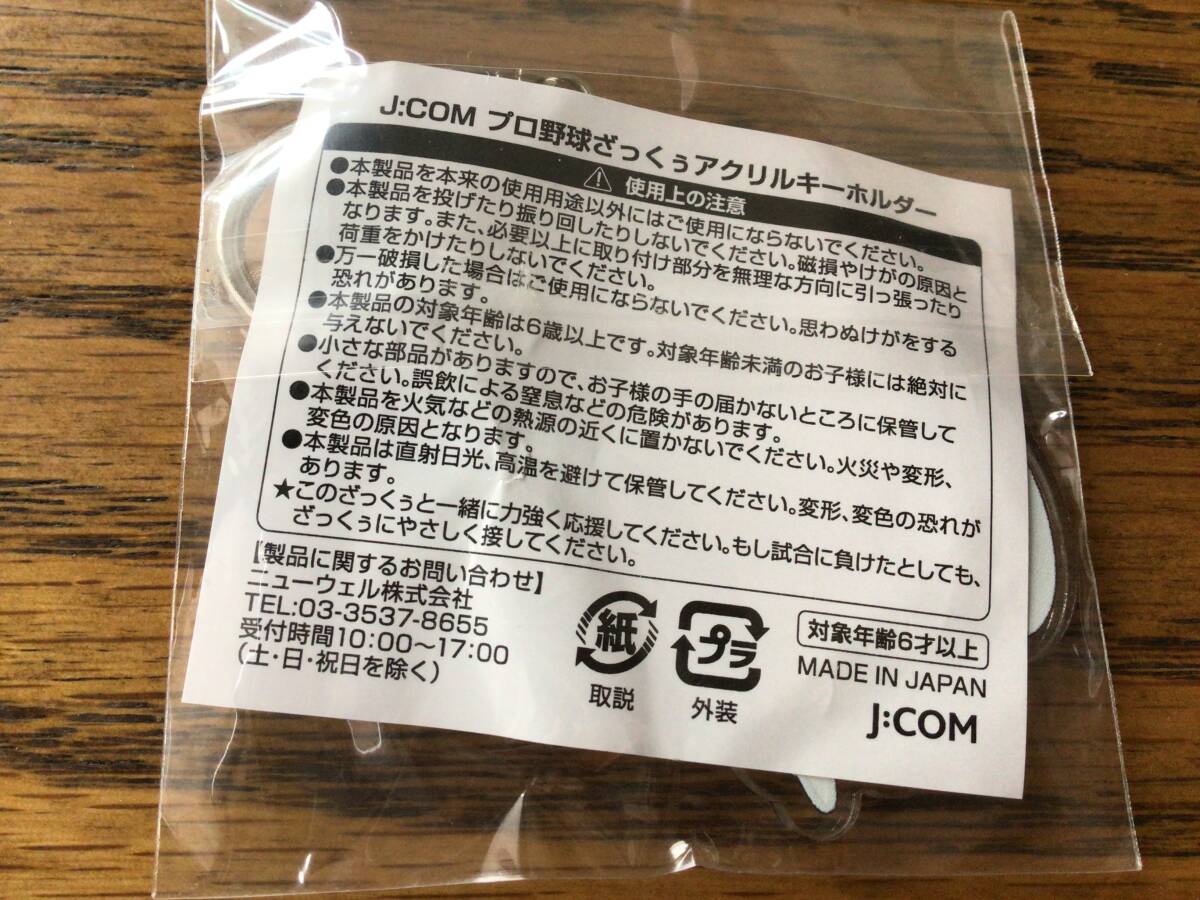 J:COM プロ野球ざっくぅアクリルキーホルダー
使用上の注意
●本製品を本来の使用用途以外にはご使用にならないでください。
●本製品を投げたり振り回したりしないでください。磁損やけがの原因と
なります。また、必要以上に取り付け部分を無理な方向に引っ張ったり
荷重をかけたりしないでください。
●万一破損した場合はご使用にならないでください。思わぬけがをする
恐れがあります。
●本製品の対象年齢は6歳以上です。対象年齢未満のお子様には絶対に
与えないでください。
●小さな部品がありますので、お子様の手の届かないところに保管して
ください。誤飲による窒息などの危険があります。
●本製品を火気などの熱源の近くに置かないでください。火災や変形、
変色の原因となります。
●本製品は直射日光、高温を避けて保管してください。変形、変色の恐れが
あります。
★このざっくぅと一緒に力強く応援してください。もし試合に負けたとしても、
ざっくぅにやさしく接してください。
【製品に関するお問い合わせ】
ニューウェル株式会社
TEL:03-3537-8655
受付時間10:00〜17:00
(土・日・祝日を除く)
紙
取説
プラ
外装
対象年齢6才以上
MADE IN JAPAN
J:COM